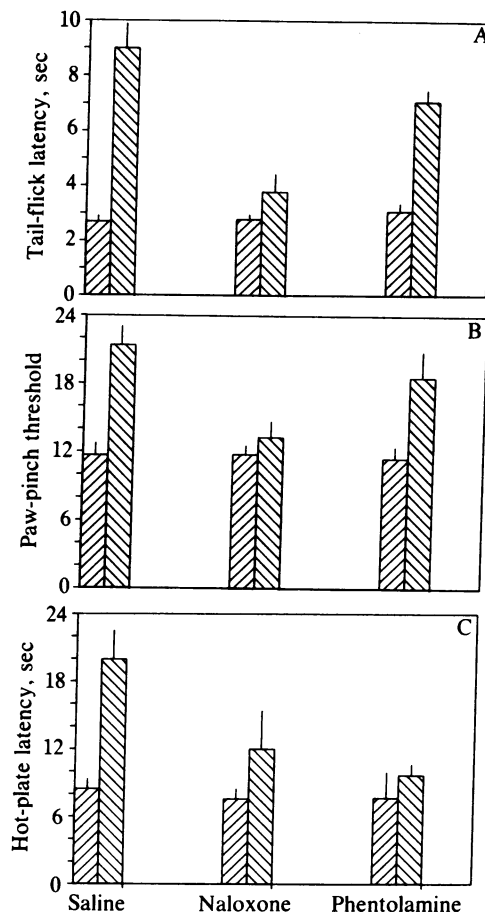 A
Tail-flick latency, sec
10
8
6
4
2
0
B
Paw-pinch threshold
24
18
12
6
0
C
Hot-plate latency, sec
24
18
12
6
0
Saline Naloxone Phentolamine